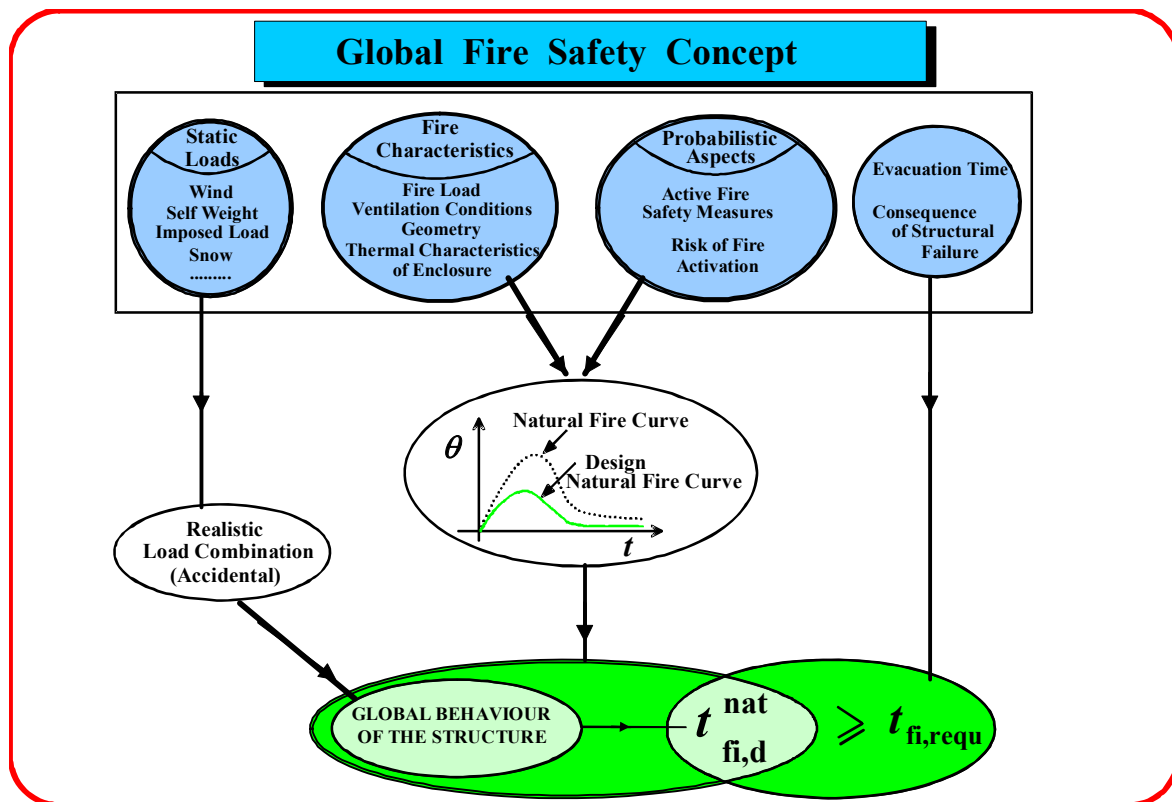 Global Fire Safety Concept
Static
Loads
Wind
Self Weight
Imposed Load
Snow
.........
Fire
Characteristics
Fire Load
Ventilation Conditions
Geometry
Thermal Characteristics
of Enclosure
Probabilistic
Aspects
Active Fire
Safety Measures
Risk of Fire
Activation
Evacuation Time
Consequence
of Structural
Failure
Natural Fire Curve
θ
Design
Natural Fire Curve
t
Realistic
Load Combination
(Accidental)
GLOBAL BEHAVIOUR
OF THE STRUCTURE
t nat fi,d ⩾ t fi,requ